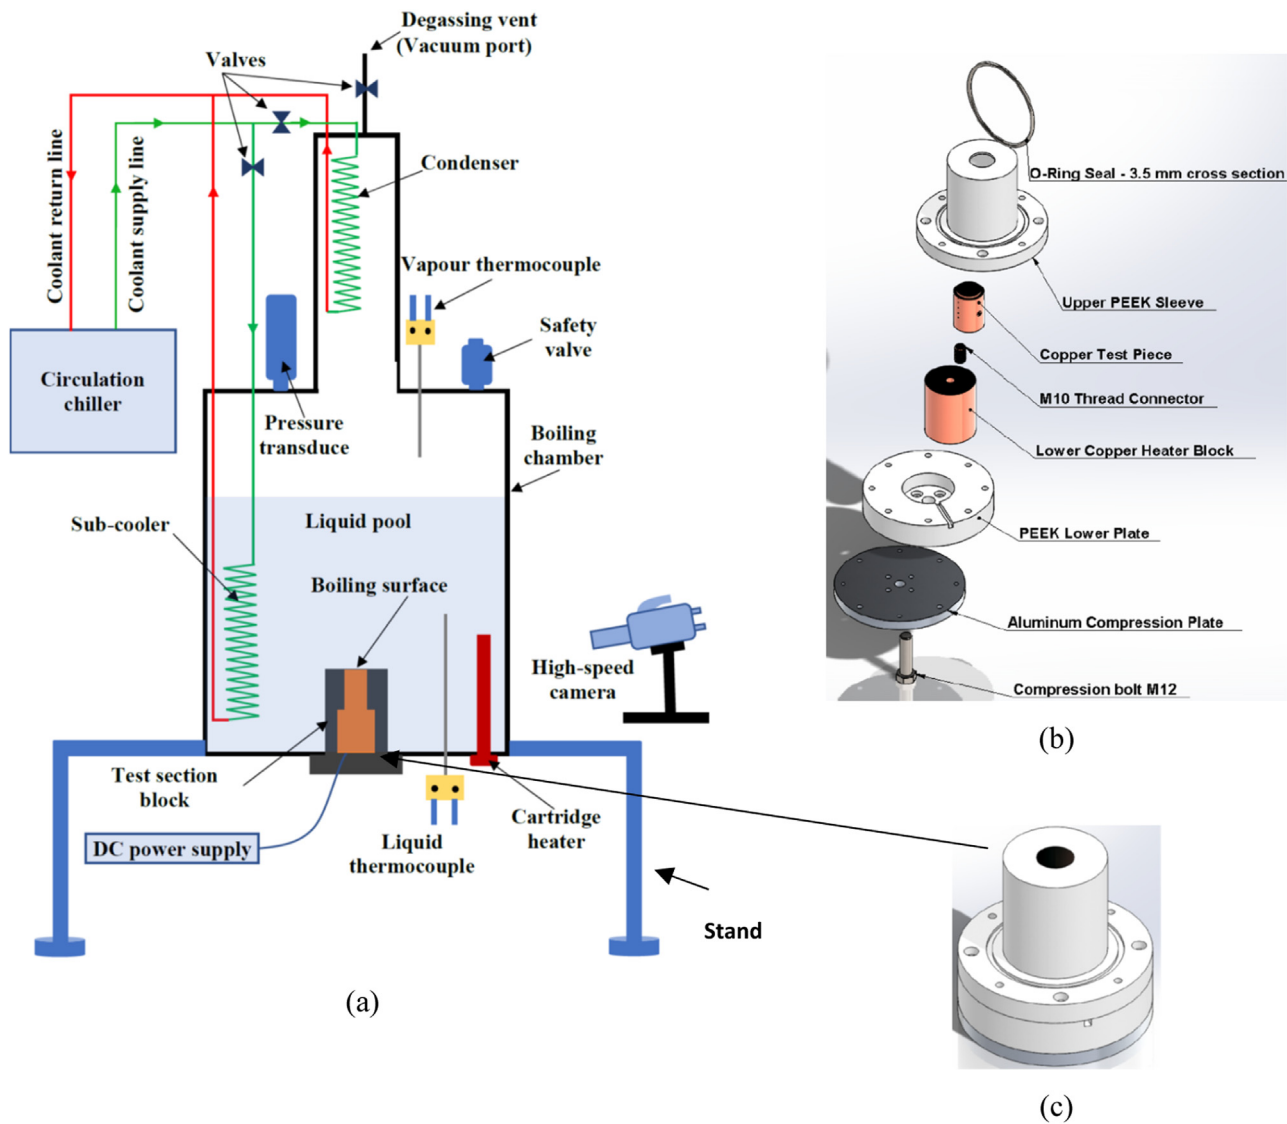 Degassing vent
(Vacuum port)
Valves
Coolant return line
Coolant supply line
Condenser
Vapour thermocouple
Safety
valve
Circulation
chiller
Pressure
transduce
Boiling
chamber
Sub-cooler
Liquid pool
Boiling surface
High-speed
camera
Test section
block
DC power supply
Liquid
thermocouple
Cartridge
heater
Stand
(a)
O-Ring Seal - 3.5 mm cross section
Upper PEEK Sleeve
Copper Test Piece
M10 Thread Connector
Lower Copper Heater Block
PEEK Lower Plate
Aluminum Compression Plate
Compression bolt M12
(b)
(c)